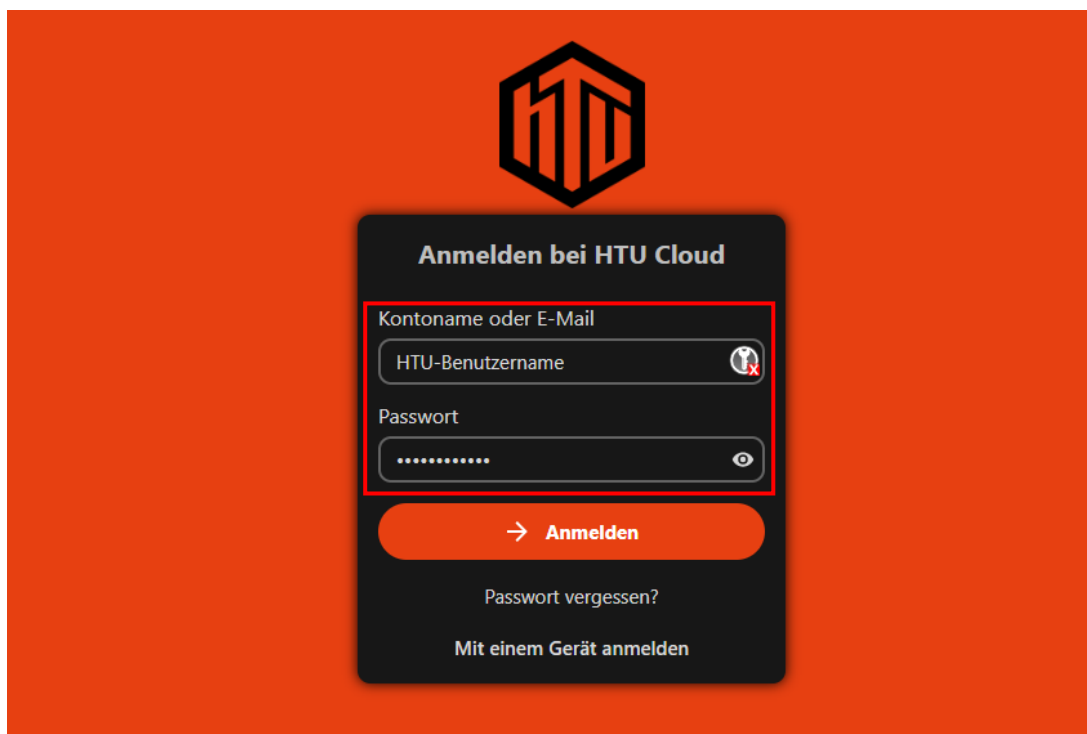 HTU
Anmelden bei HTU Cloud
Kontoname oder E-Mail
HTU-Benutzername
Passwort
••••••••••••
Anmelden
Passwort vergessen?
Mit einem Gerät anmelden